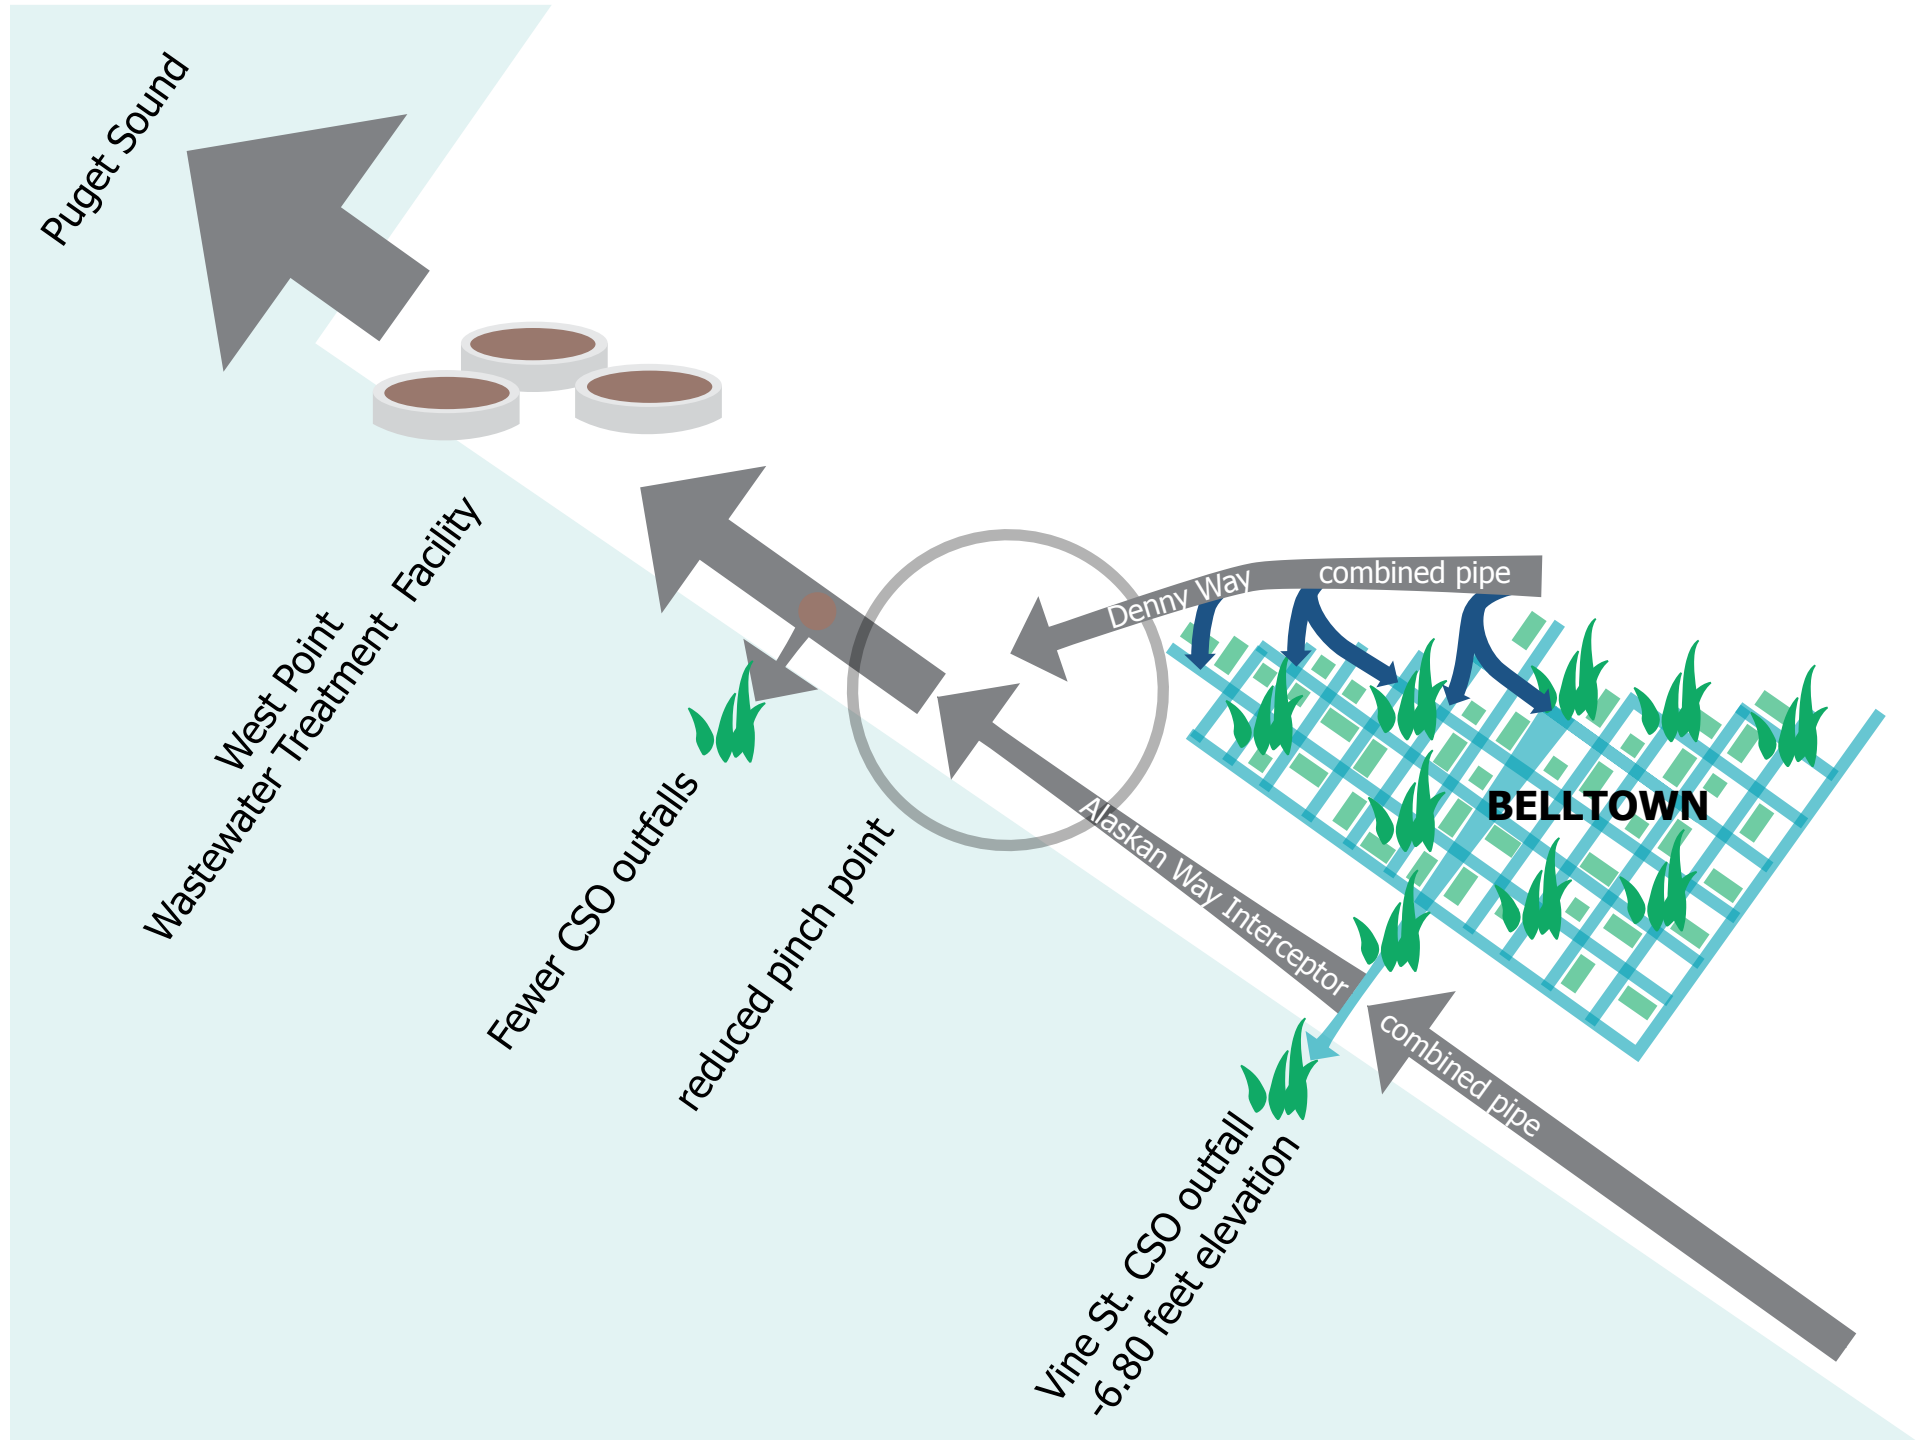 Puget Sound
West Point
Wastewater Treatment Facility
Fewer CSO outfalls
reduced pinch point
Denny Way
combined pipe
BELLTOWN
Alaskan Way Interceptor
combined pipe
Vine St. CSO outfall
-6.80 feet elevation